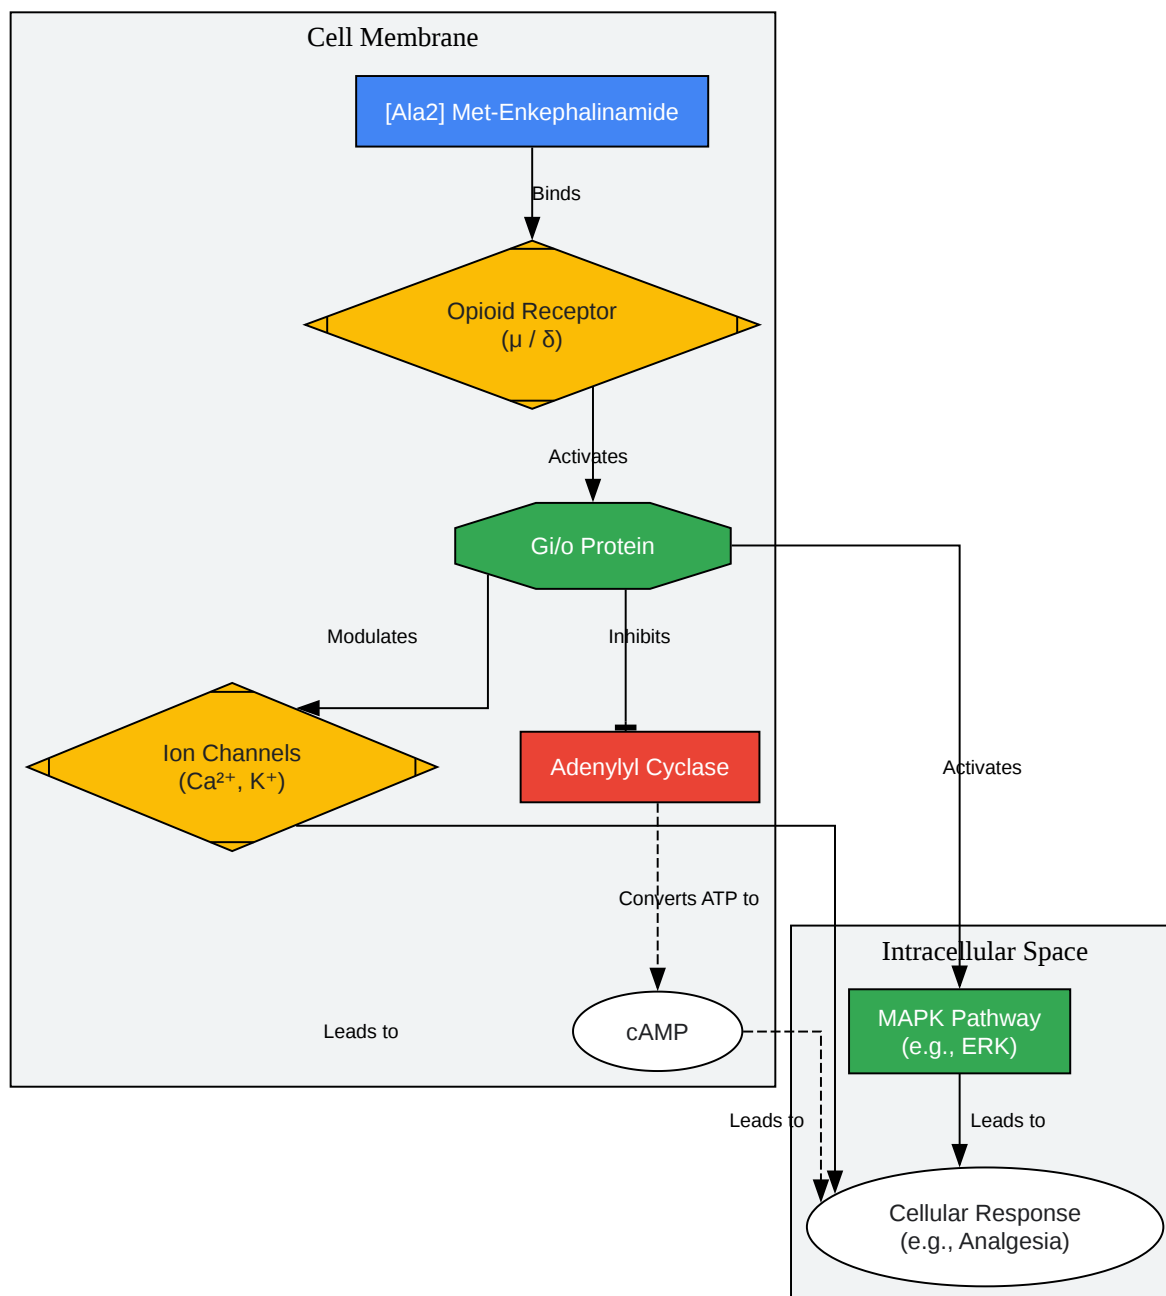 Cell Membrane
[Ala2] Met-Enkephalinamide
Binds
Opioid Receptor
(μ / δ)
Activates
Gi/o Protein
Modulates
Inhibits
Ion Channels
(Ca²⁺, K⁺)
Adenylyl Cyclase
Activates
Converts ATP to
Intracellular Space
MAPK Pathway
(e.g., ERK)
Leads to
cAMP
Leads to
Leads to
Cellular Response
(e.g., Analgesia)